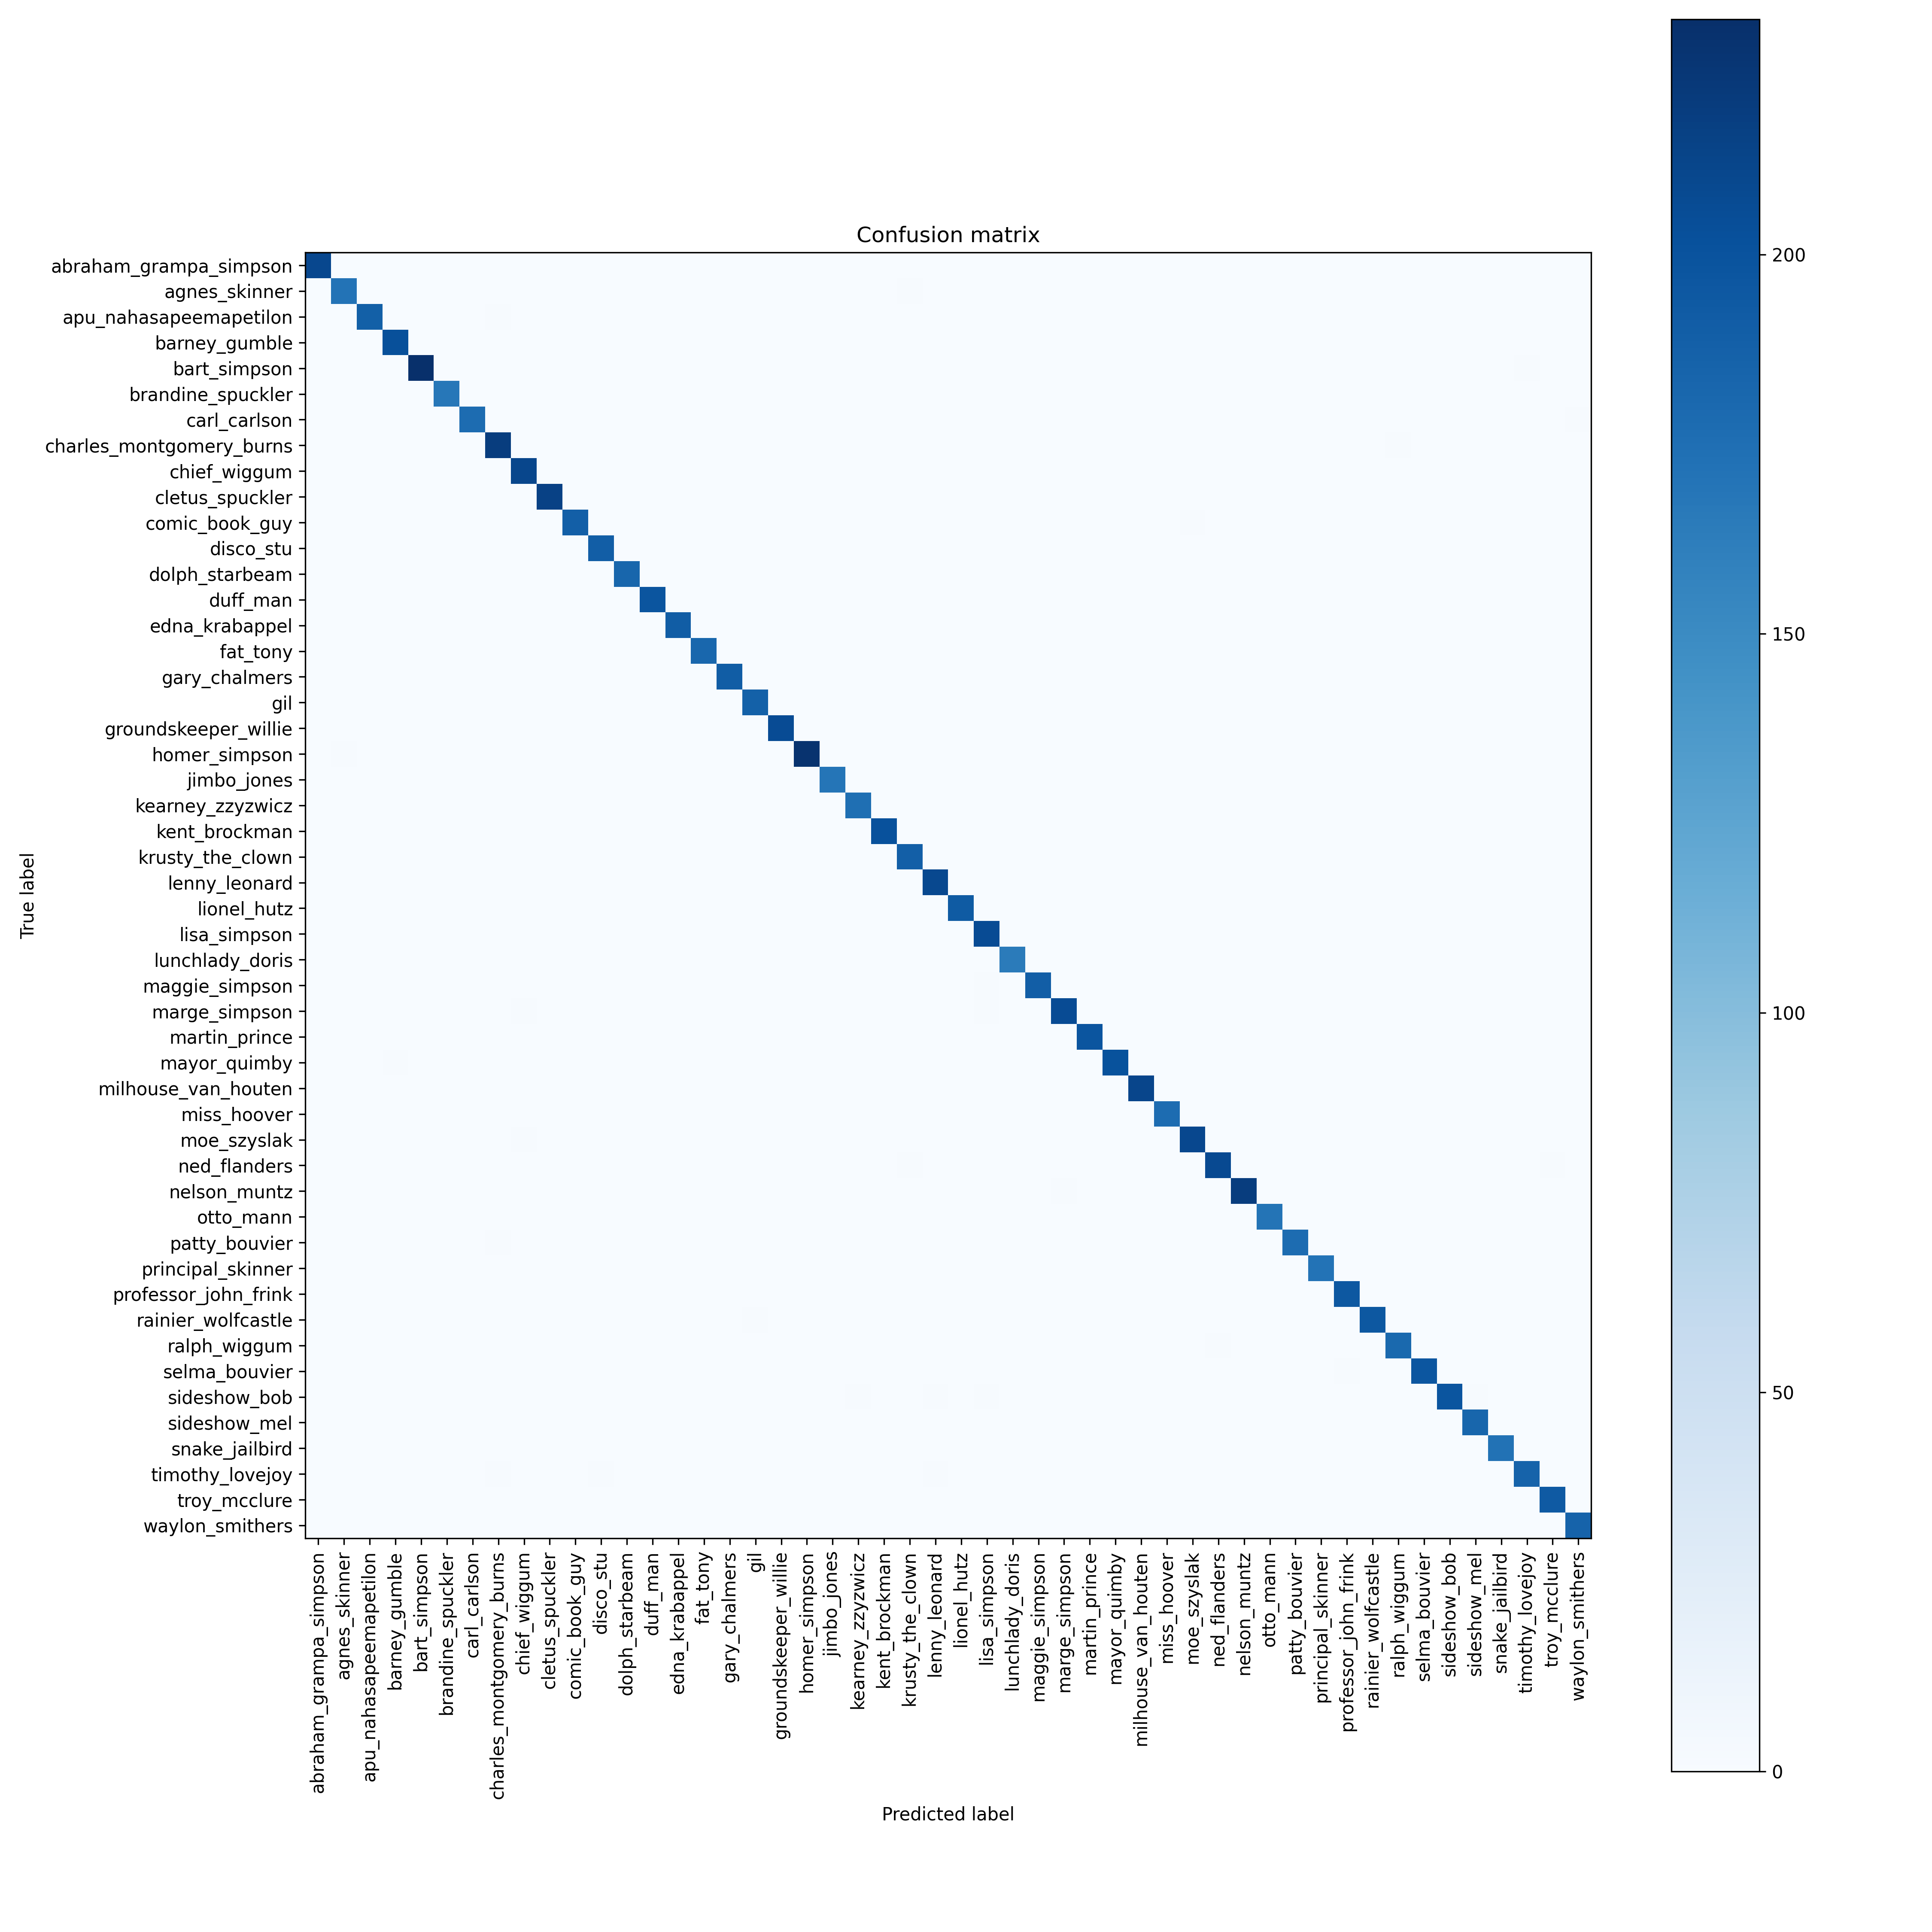 Confusion matrix
True label
abraham_grampa_simpson
agnes_skinner
apu_nahasapeemapetilon
barney_gumble
bart_simpson
brandine_spuckler
carl_carlson
charles_montgomery_burns
chief_wiggum
cletus_spuckler
comic_book_guy
disco_stu
dolph_starbeam
duff_man
edna_krabappel
fat_tony
gary_chalmers
gil
groundskeeper_willie
homer_simpson
jimbo_jones
kearney_zzyzwicz
kent_brockman
krusty_the_clown
lenny_leonard
lionel_hutz
lisa_simpson
lunchlady_doris
maggie_simpson
marge_simpson
martin_prince
mayor_quimby
milhouse_van_houten
miss_hoover
moe_szyslak
ned_flanders
nelson_muntz
otto_mann
patty_bouvier
principal_skinner
professor_john_frink
rainier_wolfcastle
ralph_wiggum
selma_bouvier
sideshow_bob
sideshow_mel
snake_jailbird
timothy_lovejoy
troy_mcclure
waylon_smithers
abraham_grampa_simpson
agnes_skinner
apu_nahasapeemapetilon
barney_gumble
bart_simpson
brandine_spuckler
carl_carlson
charles_montgomery_burns
chief_wiggum
cletus_spuckler
comic_book_guy
disco_stu
dolph_starbeam
duff_man
edna_krabappel
fat_tony
gary_chalmers
gil
groundskeeper_willie
homer_simpson
jimbo_jones
kearney_zzyzwicz
kent_brockman
krusty_the_clown
lenny_leonard
lionel_hutz
lisa_simpson
lunchlady_doris
maggie_simpson
marge_simpson
martin_prince
mayor_quimby
milhouse_van_houten
miss_hoover
moe_szyslak
ned_flanders
nelson_muntz
otto_mann
patty_bouvier
principal_skinner
professor_john_frink
rainier_wolfcastle
ralph_wiggum
selma_bouvier
sideshow_bob
sideshow_mel
snake_jailbird
timothy_lovejoy
troy_mcclure
waylon_smithers
Predicted label
200
150
100
50
0